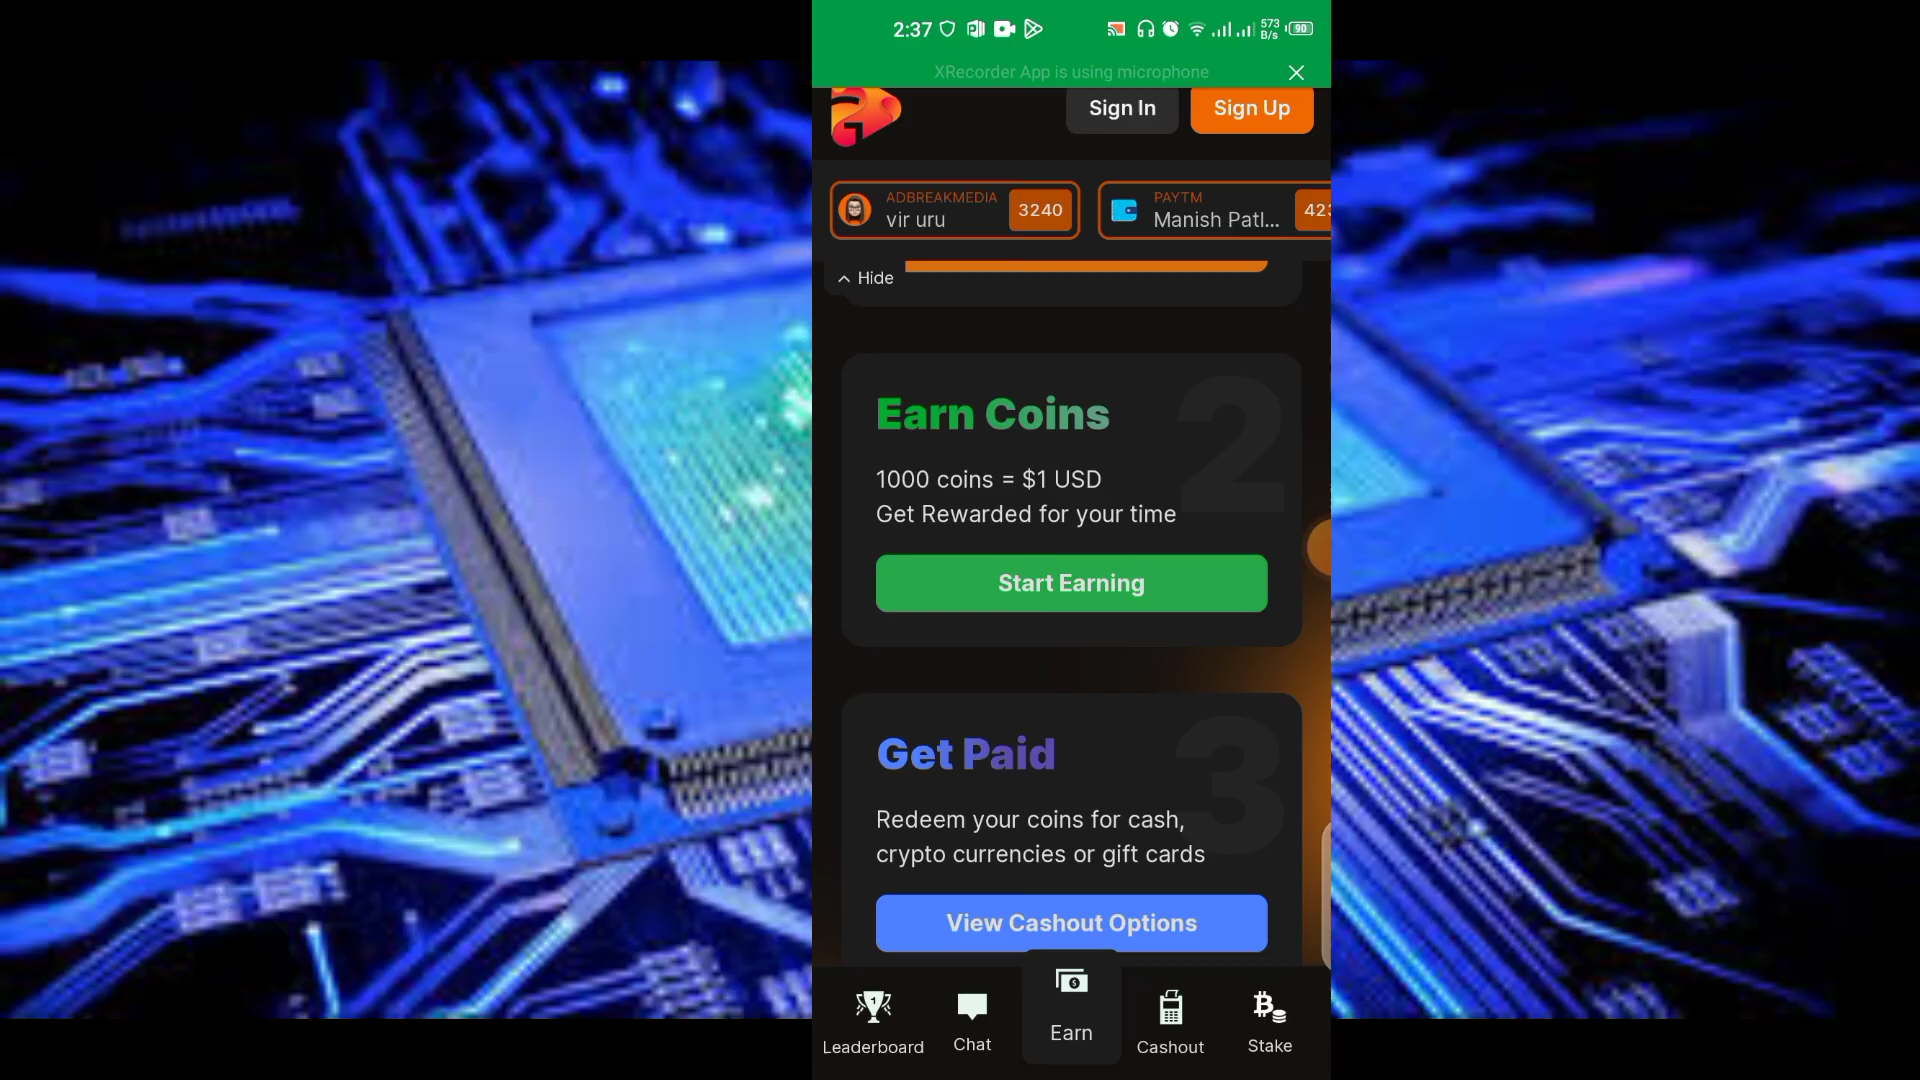 2:37
573
B/s
90
XRecorder App is using microphone
Sign In
Sign Up
ADBREAKMEDIA
vir uru
3240
PAYTM
Manish Patl...
423
Hide
2
Earn Coins
1000 coins = $1 USD
Get Rewarded for your time
Start Earning
3
Get Paid
Redeem your coins for cash,
crypto currencies or gift cards
View Cashout Options
Leaderboard
Chat
Earn
Cashout
Stake